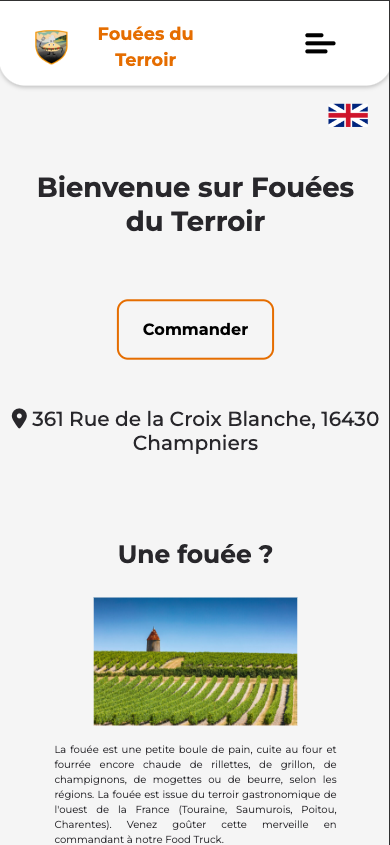 Fouées du
Terroir
Bienvenue sur Fouées
du Terroir
Commander
361 Rue de la Croix Blanche, 16430
Champniers
Une fouée ?
La fouée est une petite boule de pain, cuite au four et
fourrée encore chaude de rillettes, de grillon, de
champignons, de mogettes ou de beurre, selon les
régions. La fouée est issue du terroir gastronomique de
l'ouest de la France (Touraine, Saumurois, Poitou,
Charentes). Venez goûter cette merveille en
commandant à notre Food Truck.